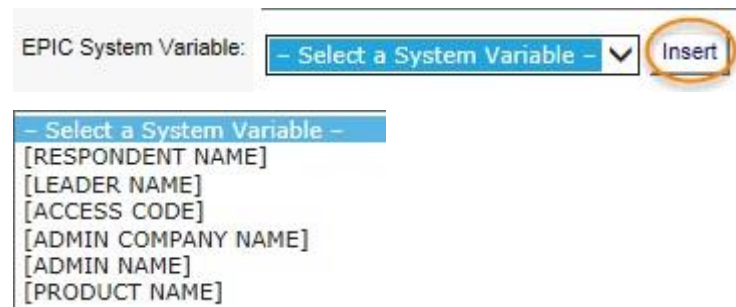 EPIC System Variable: – Select a System Variable – Insert
– Select a System Variable –
[RESPONDENT NAME]
[LEADER NAME]
[ACCESS CODE]
[ADMIN COMPANY NAME]
[ADMIN NAME]
[PRODUCT NAME]